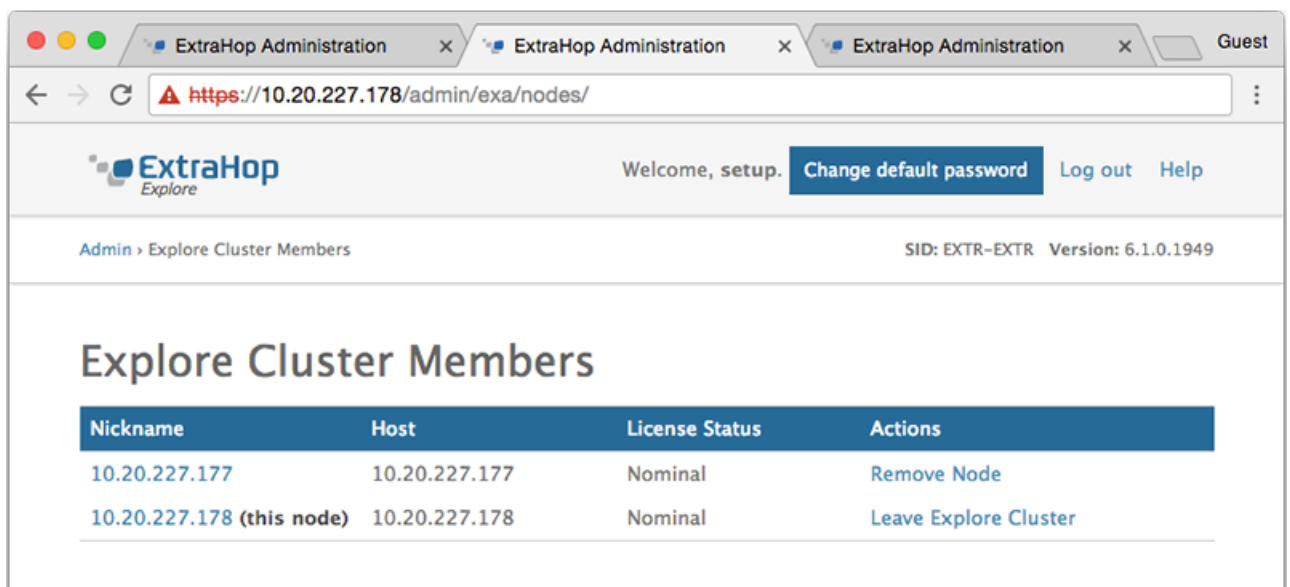 ExtraHop Administration × ExtraHop Administration × ExtraHop Administration × Guest
https://10.20.227.178/admin/exa/nodes/
ExtraHop
Explore
Welcome, setup. Change default password Log out Help
Admin › Explore Cluster Members SID: EXTR-EXTR Version: 6.1.0.1949
Explore Cluster Members
Nickname Host License Status Actions
10.20.227.177 10.20.227.177 Nominal Remove Node
10.20.227.178 (this node) 10.20.227.178 Nominal Leave Explore Cluster